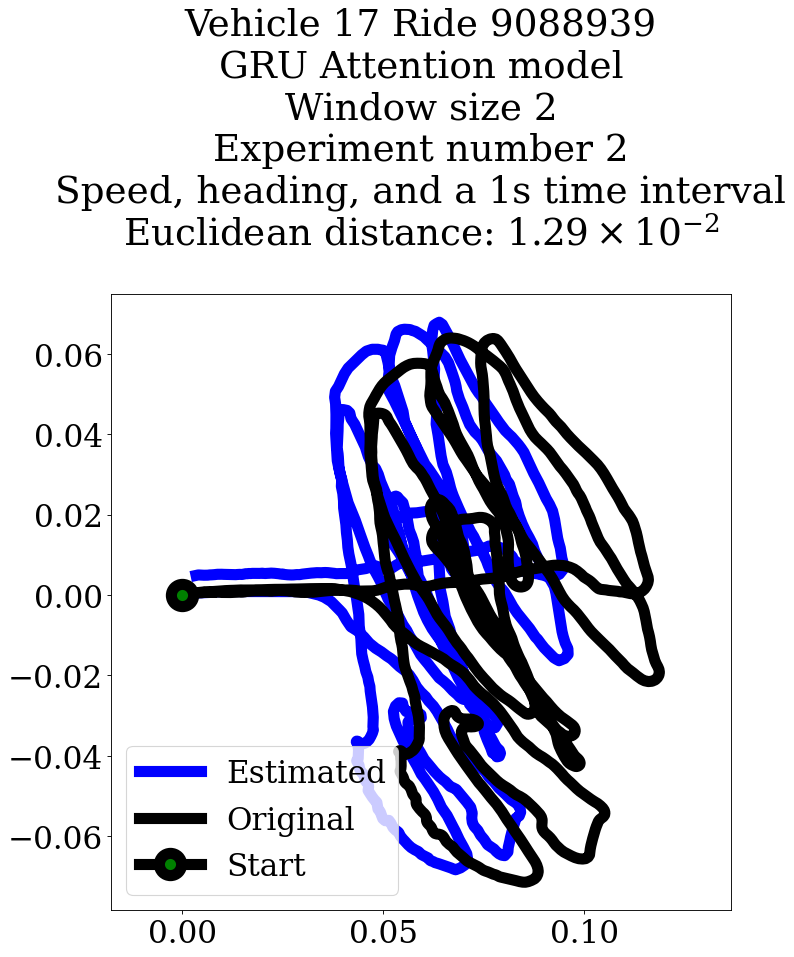 Vehicle 17 Ride 9088939
GRU Attention model
Window size 2
Experiment number 2
Speed, heading, and a 1s time interval
Euclidean distance: 1.29 × 10⁻²
0.06
0.04
0.02
0.00
−0.02
−0.04
−0.06
Estimated
Original
Start
0.00 0.05 0.10